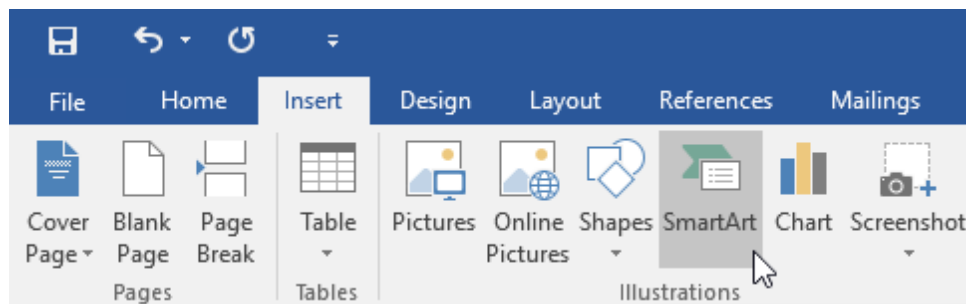 File Home Insert Design Layout References Mailings
Cover Blank Page Table Pictures Online Shapes SmartArt Chart Screenshot
Page Page Break Pictures
Pages Tables Illustrations